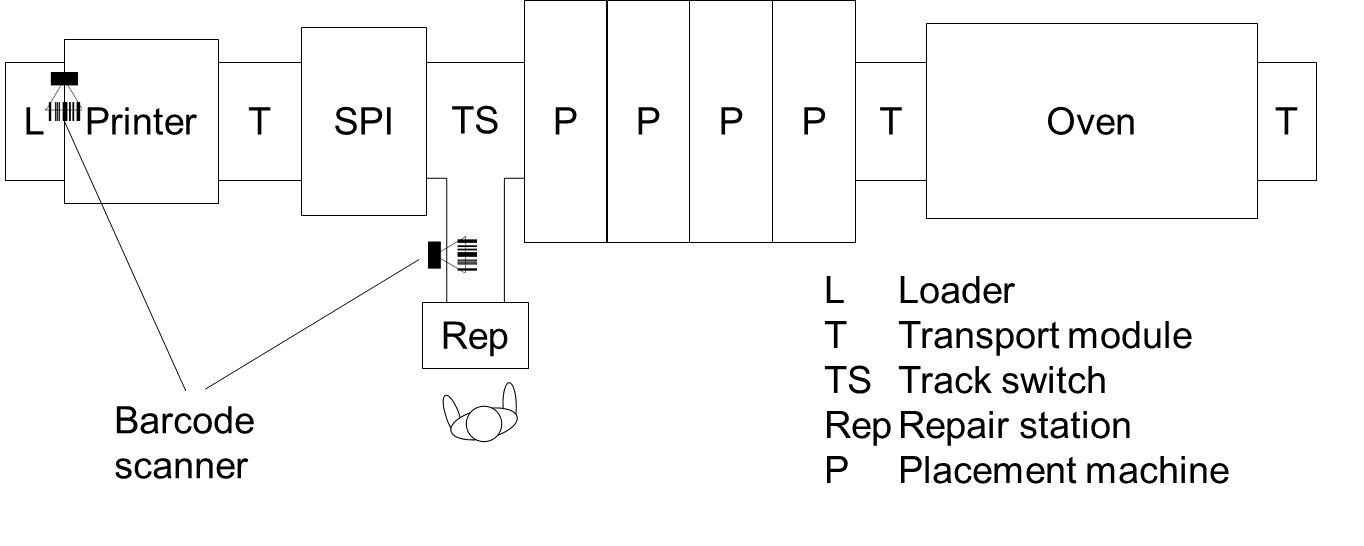 L Printer T SPI TS P P P P T Oven T
Rep
Barcode
scanner
L Loader
T Transport module
TS Track switch
Rep Repair station
P Placement machine